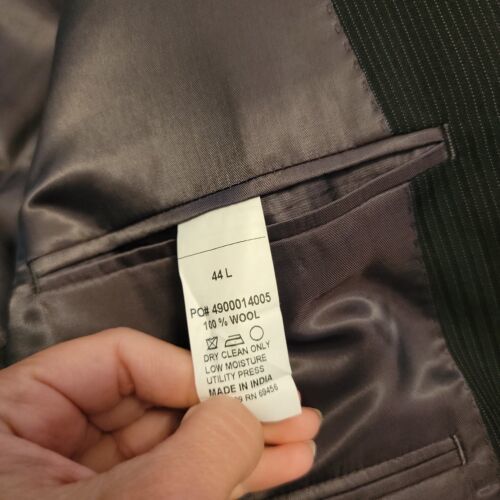 44 L
PO# 4900014005
100 % WOOL
DRY CLEAN ONLY
LOW MOISTURE
UTILITY PRESS
MADE IN INDIA
RN 69456